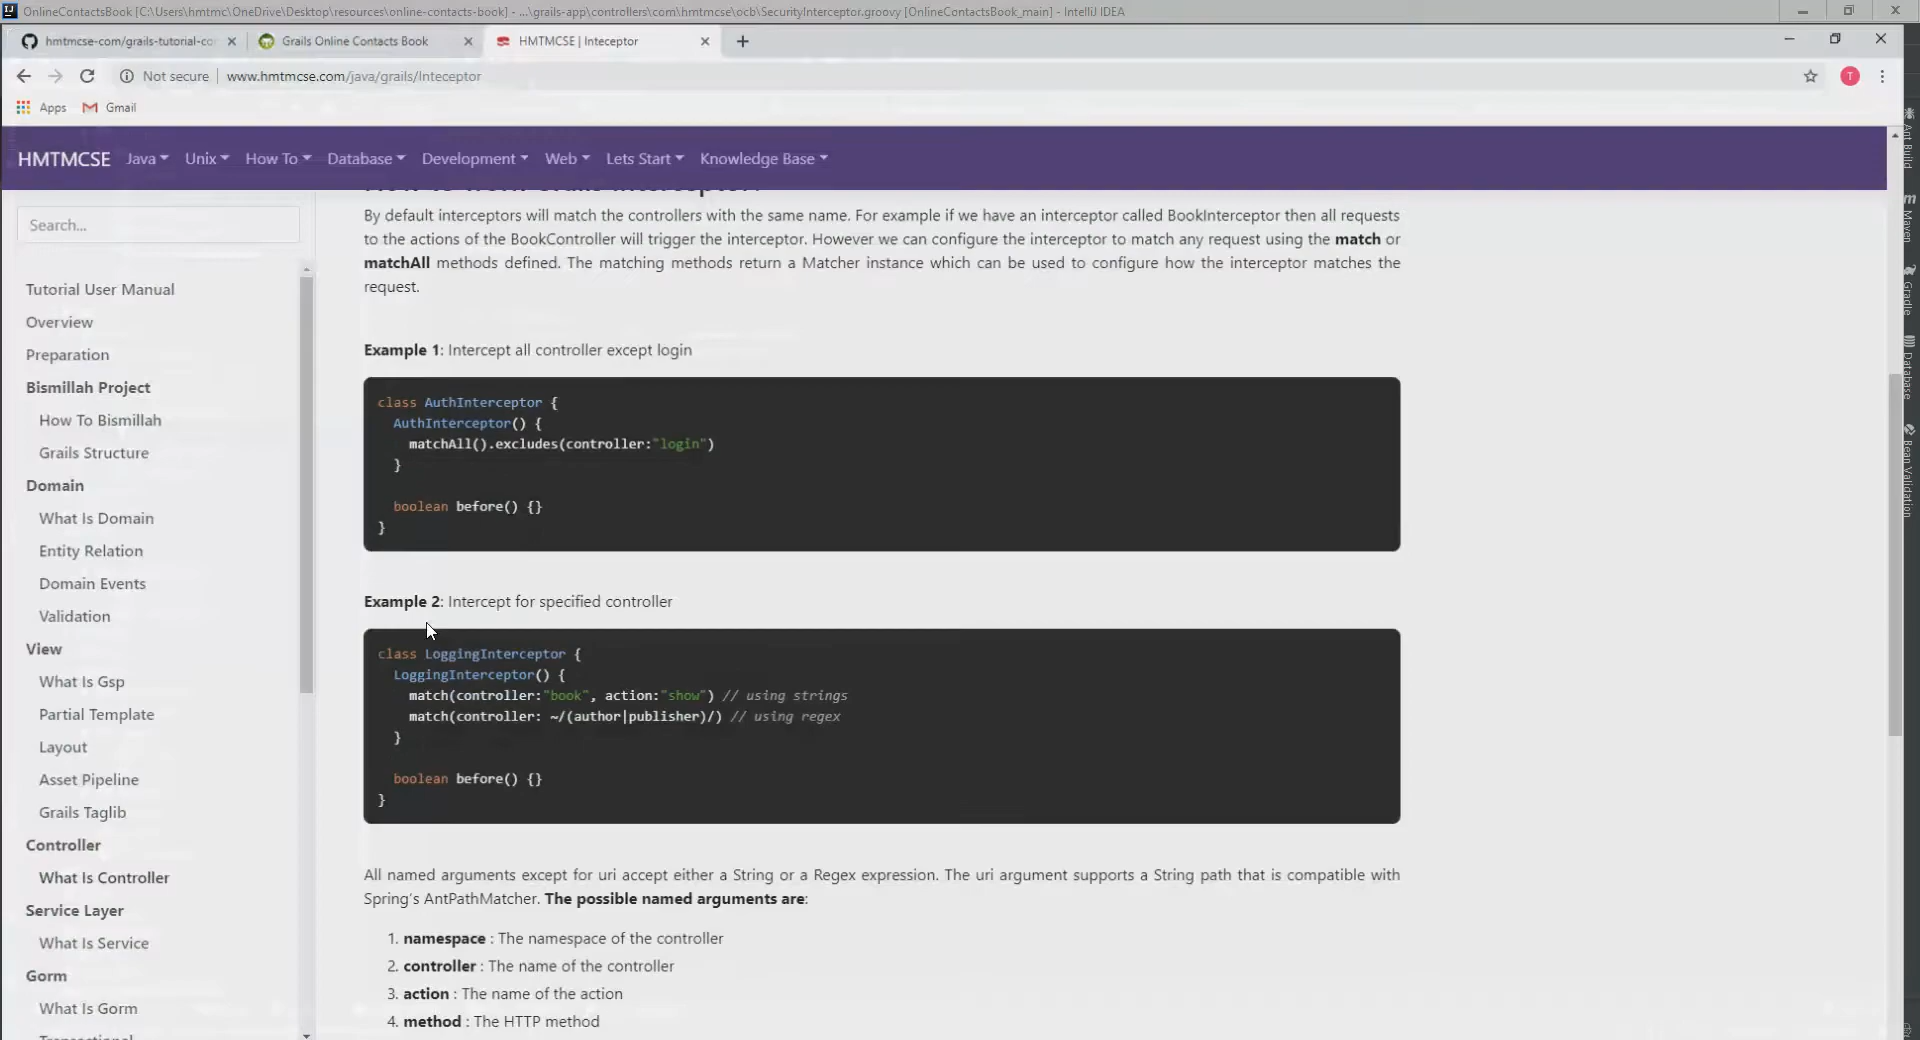 OnlineContactsBook [C:\Users\hmtmc\OneDrive\Desktop\resources\online-contacts-book] - ...\grails-app\controllers\com\hmtmcse\ocb\SecurityInterceptor.groovy [OnlineContactsBook_main] - IntelliJ IDEA
hmtmcse-com/grails-tutorial-co
Grails Online Contacts Book
HMTMCSE | Inteceptor
Not secure | www.hmtmcse.com/java/grails/Inteceptor
T
Apps
Gmail
HMTMCSE
Java
Unix
How To
Database
Development
Web
Lets Start
Knowledge Base
Search...
Tutorial User Manual
Overview
Preparation
Bismillah Project
How To Bismillah
Grails Structure
Domain
What Is Domain
Entity Relation
Domain Events
Validation
View
What Is Gsp
Partial Template
Layout
Asset Pipeline
Grails Taglib
Controller
What Is Controller
Service Layer
What Is Service
Gorm
What Is Gorm
By default interceptors will match the controllers with the same name. For example if we have an interceptor called BookInterceptor then all requests
to the actions of the BookController will trigger the interceptor. However we can configure the interceptor to match any request using the match or
matchAll methods defined. The matching methods return a Matcher instance which can be used to configure how the interceptor matches the
request.
Example 1: Intercept all controller except login
class AuthInterceptor {
AuthInterceptor() {
matchAll().excludes(controller:"login")
}
boolean before() {}
}
Example 2: Intercept for specified controller
class LoggingInterceptor {
LoggingInterceptor() {
match(controller:"book", action:"show") // using strings
match(controller: ~/(author|publisher)/) // using regex
}
boolean before() {}
}
All named arguments except for uri accept either a String or a Regex expression. The uri argument supports a String path that is compatible with
Spring's AntPathMatcher. The possible named arguments are:
1. namespace : The namespace of the controller
2. controller : The name of the controller
3. action : The name of the action
4. method : The HTTP method
Ant Build
Maven
Gradle
Database
Bean Validation